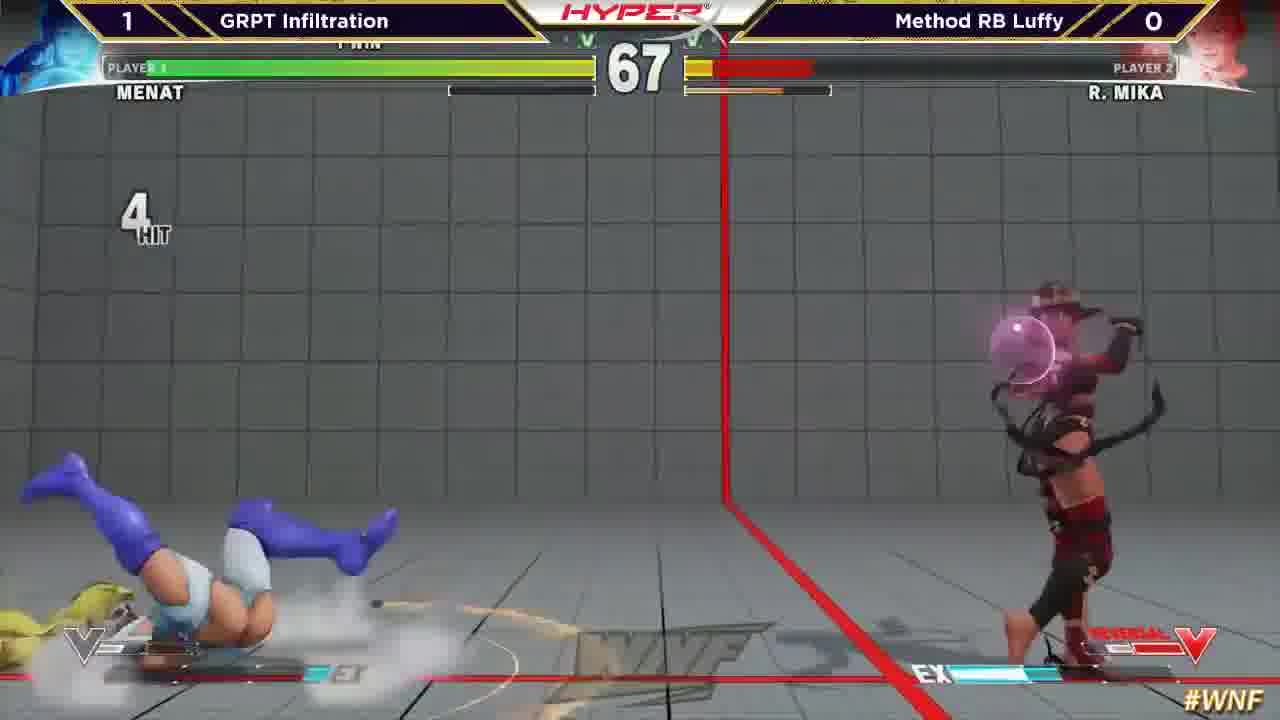 1 GRPT Infiltration HYPERX Method RB Luffy 0
1 WIN
PLAYER 1 67 PLAYER 2
MENAT R. MIKA
4
HIT
REVERSAL
V V
EX EX
WNF
#WNF